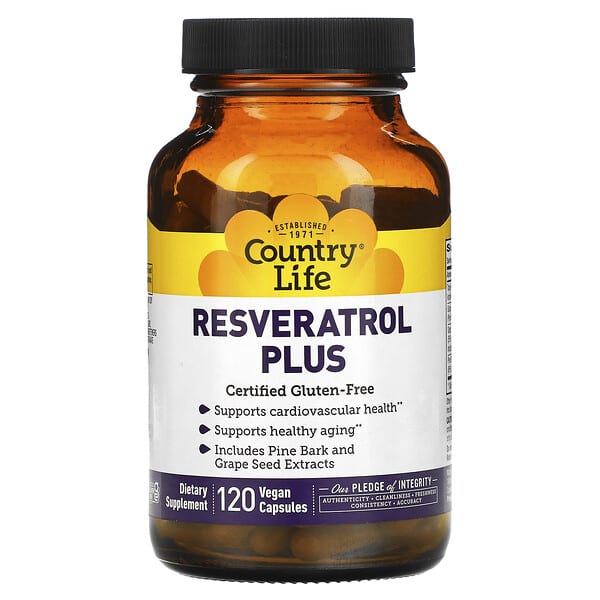 ESTABLISHED
1971
Country®
Life
RESVERATROL
PLUS
Certified Gluten-Free
Supports cardiovascular health**
Supports healthy aging**
Includes Pine Bark and
Grape Seed Extracts
Dietary
Supplement
120 Vegan
Capsules
Our PLEDGE of INTEGRITY
AUTHENTICITY • CLEANLINESS • FRESHNESS
CONSISTENCY • ACCURACY